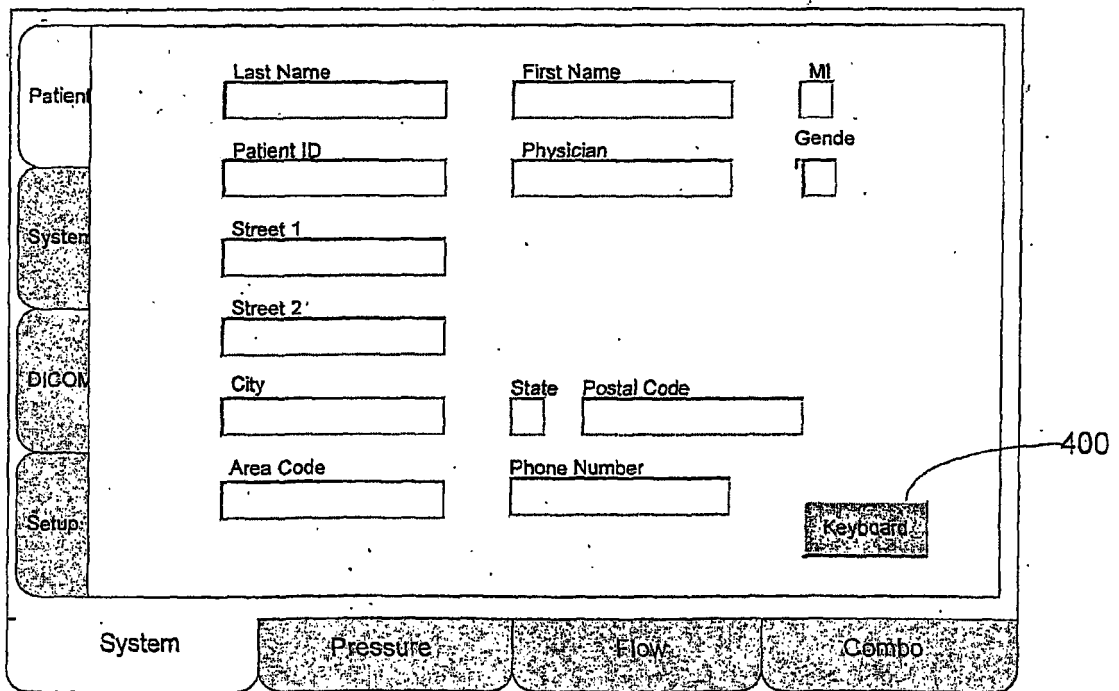 Last Name First Name MI
Patient
Patient ID Physician Gende
r
Street 1
System
Street 2
DICOM
City State Postal Code
400
Area Code Phone Number
Setup
Keyboard
System Pressure Flow Combo